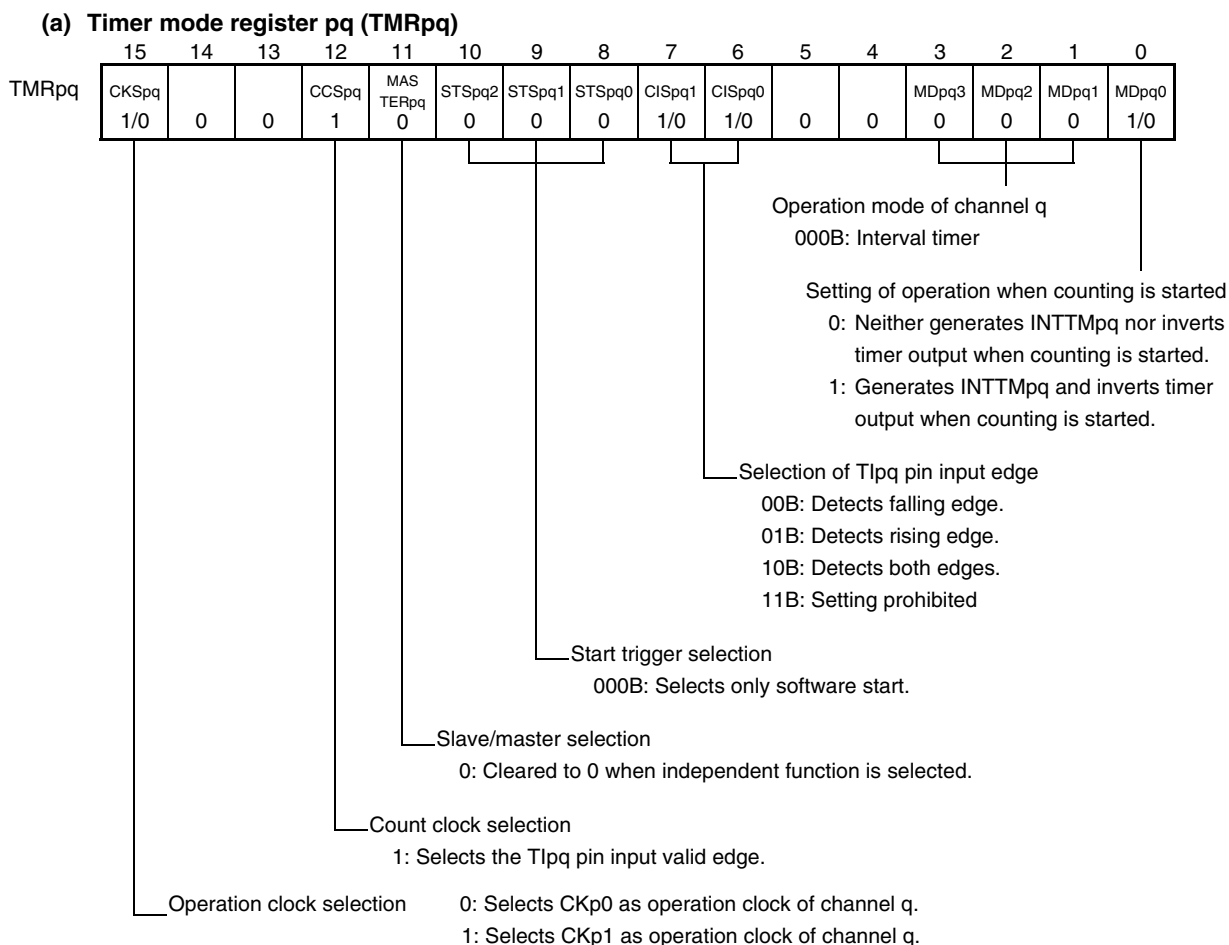 (a) Timer mode register pq (TMRpq)
15 14 13 12 11 10 9 8 7 6 5 4 3 2 1 0
TMRpq CKSpq CCSpq MAS TERpq STSpq2 STSpq1 STSpq0 CISpq1 CISpq0 MDpq3 MDpq2 MDpq1 MDpq0
1/0 0 0 1 0 0 0 0 1/0 1/0 0 0 0 0 0 1/0
Operation mode of channel q
000B: Interval timer
Setting of operation when counting is started
0: Neither generates INTTMpq nor inverts
timer output when counting is started.
1: Generates INTTMpq and inverts timer
output when counting is started.
Selection of TIpq pin input edge
00B: Detects falling edge.
01B: Detects rising edge.
10B: Detects both edges.
11B: Setting prohibited
Start trigger selection
000B: Selects only software start.
Slave/master selection
0: Cleared to 0 when independent function is selected.
Count clock selection
1: Selects the TIpq pin input valid edge.
Operation clock selection 0: Selects CKp0 as operation clock of channel q.
1: Selects CKp1 as operation clock of channel q.